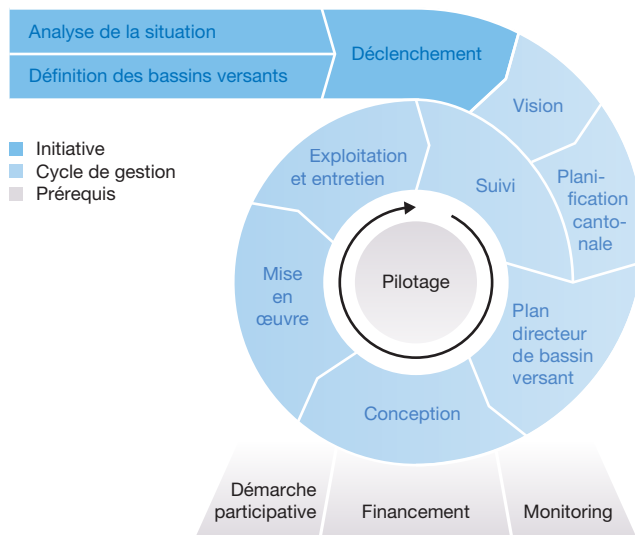 Analyse de la situation
Définition des bassins versants
Déclenchement
Initiative
Cycle de gestion
Prérequis
Vision
Plani-
fication
canto-
nale
Exploitation
et entretien
Suivi
Mise
en
œuvre
Pilotage
Plan
directeur
de bassin
versant
Conception
Démarche
participative
Financement
Monitoring